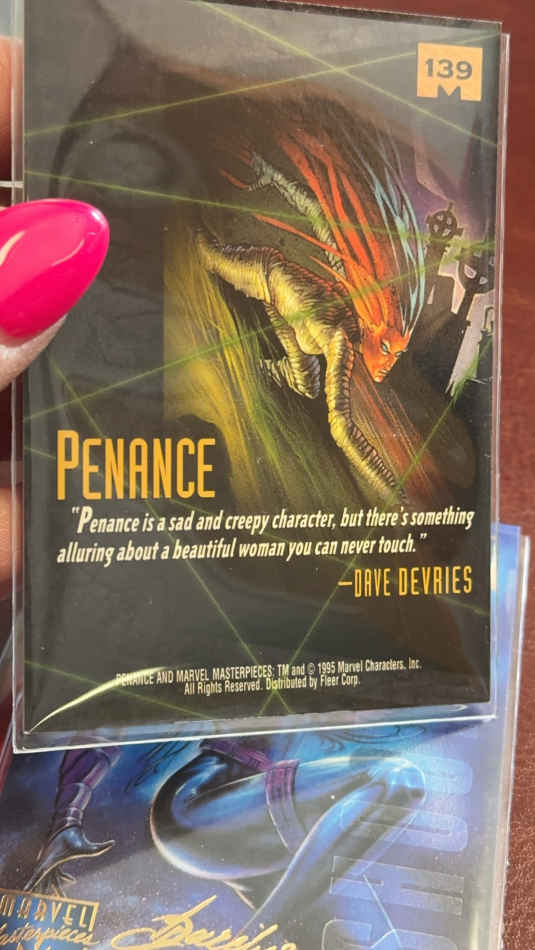 139
PENANCE
"Penance is a sad and creepy character, but there's something
alluring about a beautiful woman you can never touch."
—DAVE DEVRIES
PENANCE AND MARVEL MASTERPIECES: TM and © 1995 Marvel Characters, Inc.
All Rights Reserved. Distributed by Fleer Corp.
MARVEL
Masterpieces